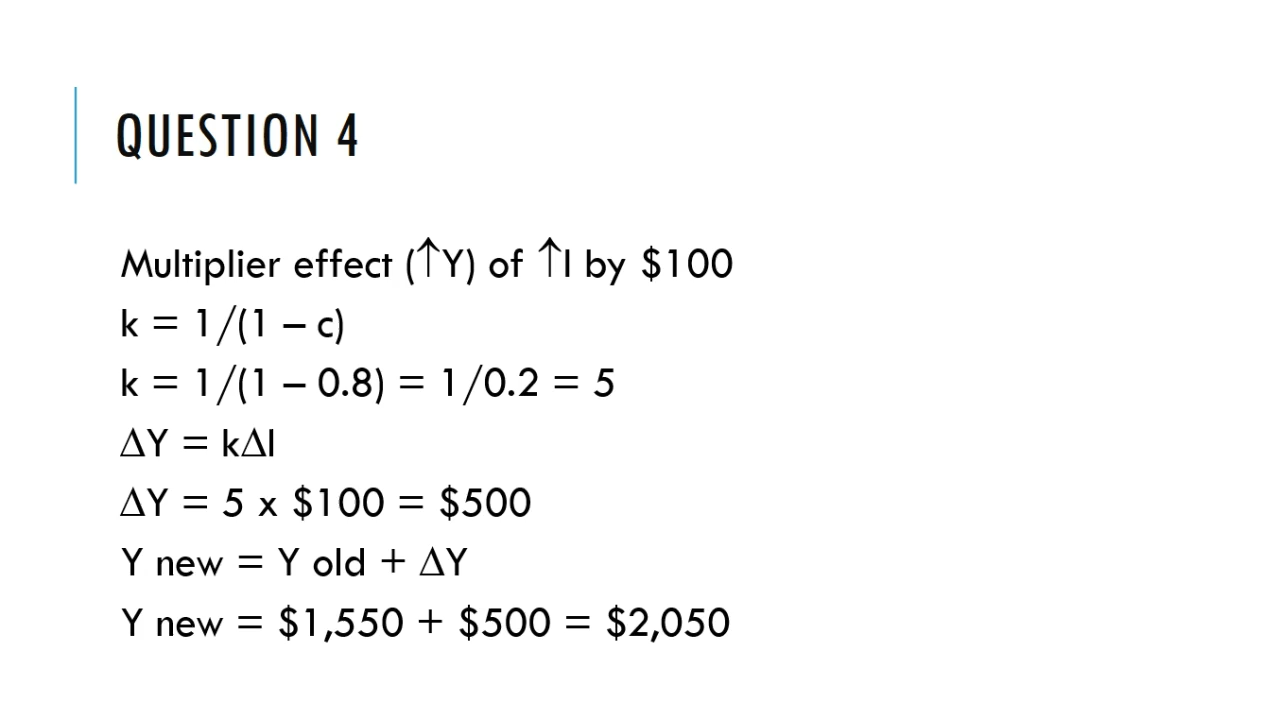 QUESTION 4
Multiplier effect (↑Y) of ↑I by $100
k = 1/(1 – c)
k = 1/(1 – 0.8) = 1/0.2 = 5
ΔY = kΔI
ΔY = 5 x $100 = $500
Y new = Y old + ΔY
Y new = $1,550 + $500 = $2,050